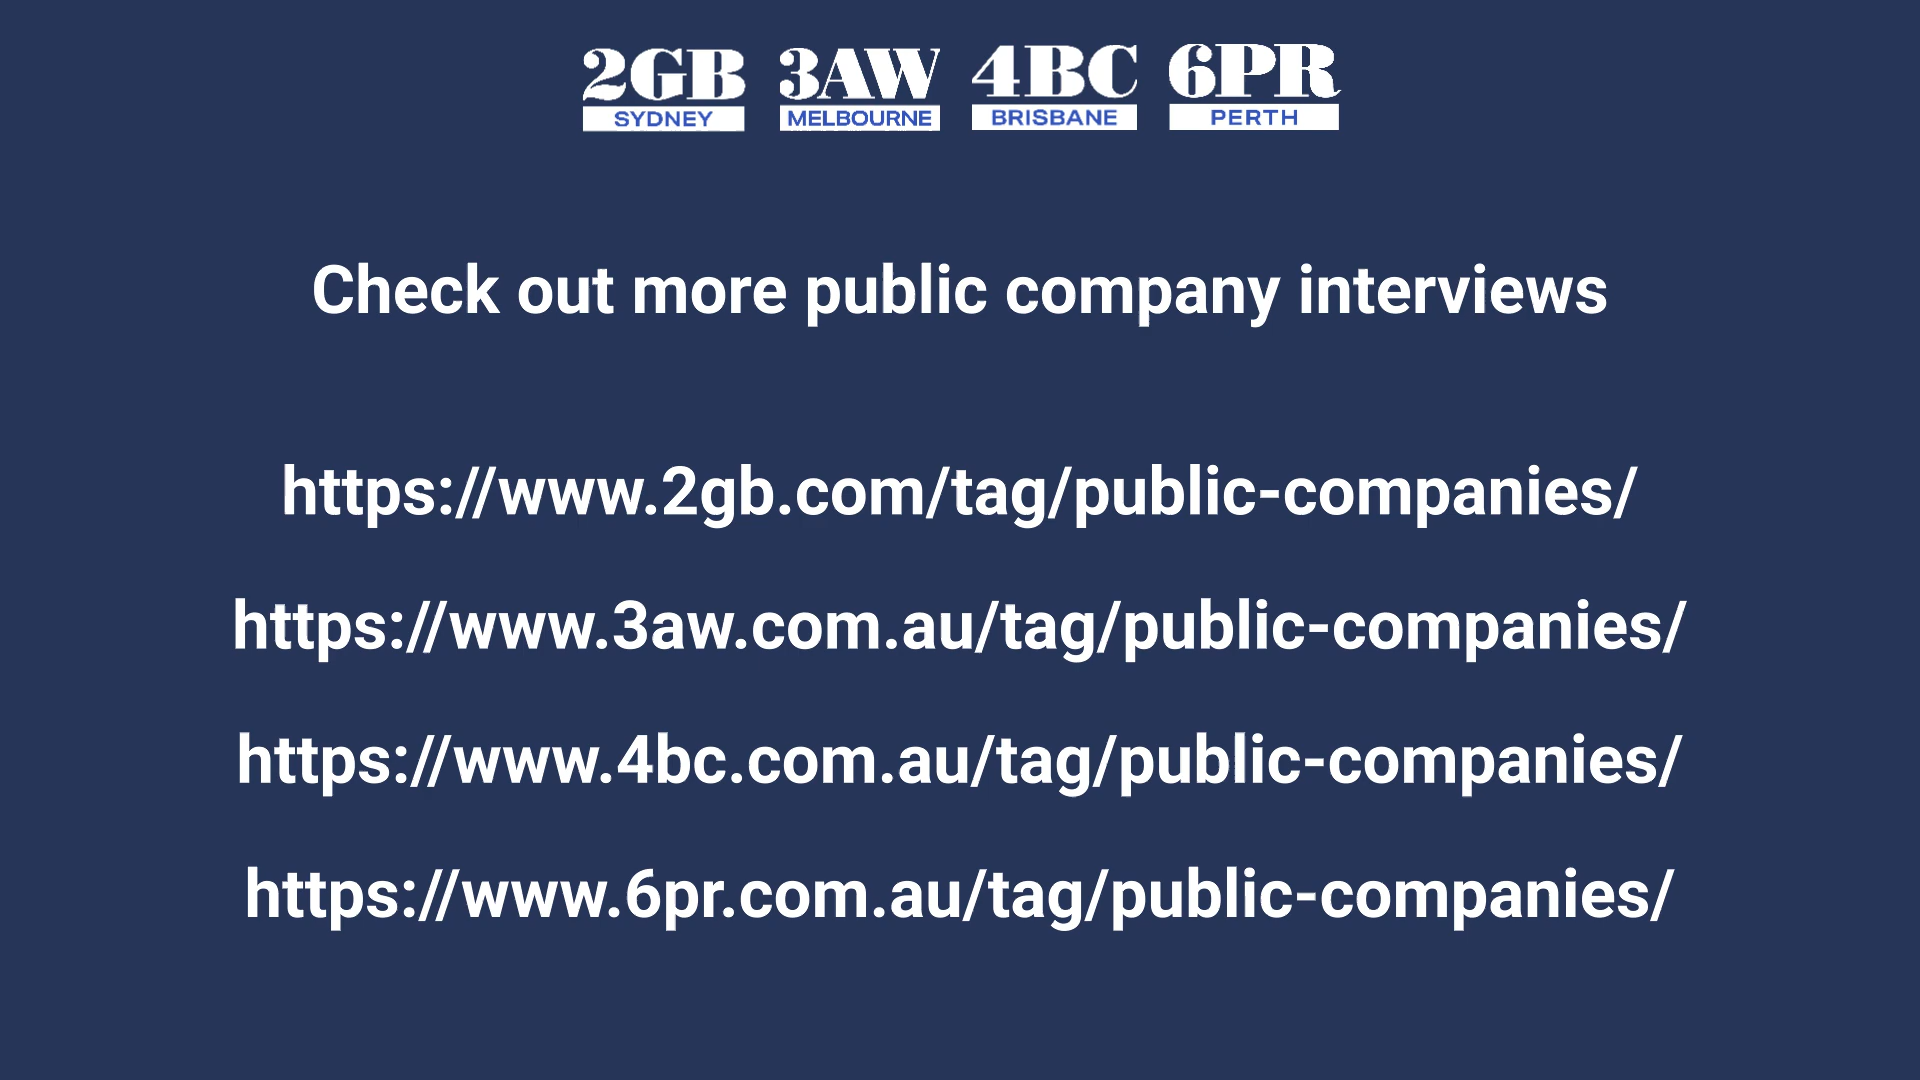 2GB 3AW 4BC 6PR
SYDNEY MELBOURNE BRISBANE PERTH
Check out more public company interviews
https://www.2gb.com/tag/public-companies/
https://www.3aw.com.au/tag/public-companies/
https://www.4bc.com.au/tag/public-companies/
https://www.6pr.com.au/tag/public-companies/